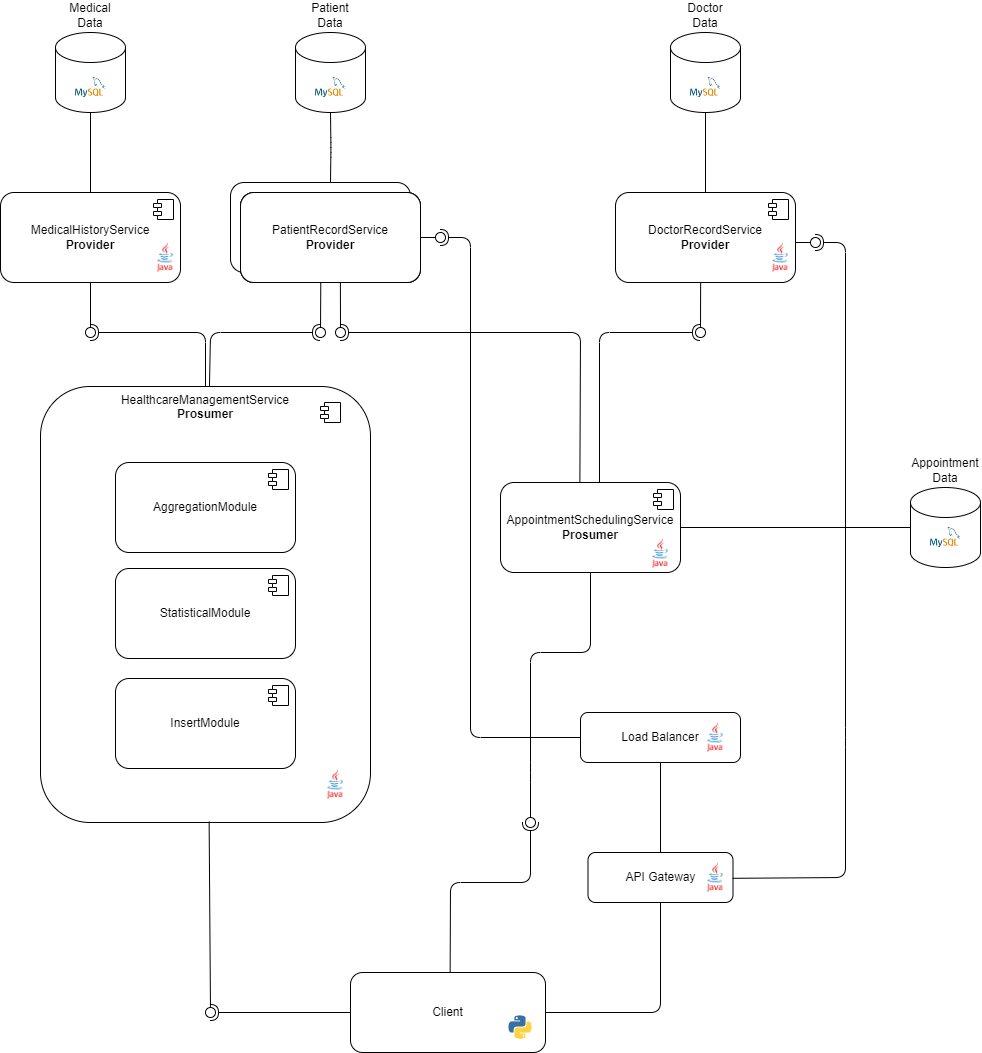 Medical
Data
Patient
Data
Doctor
Data
MySQL
MySQL
MySQL
MedicalHistoryService
Provider
Java
PatientRecordService
Provider
DoctorRecordService
Provider
Java
HealthcareManagementService
Prosumer
AggregationModule
StatisticalModule
InsertModule
Java
AppointmentSchedulingService
Prosumer
Java
Appointment
Data
MySQL
Load Balancer
Java
API Gateway
Java
Client